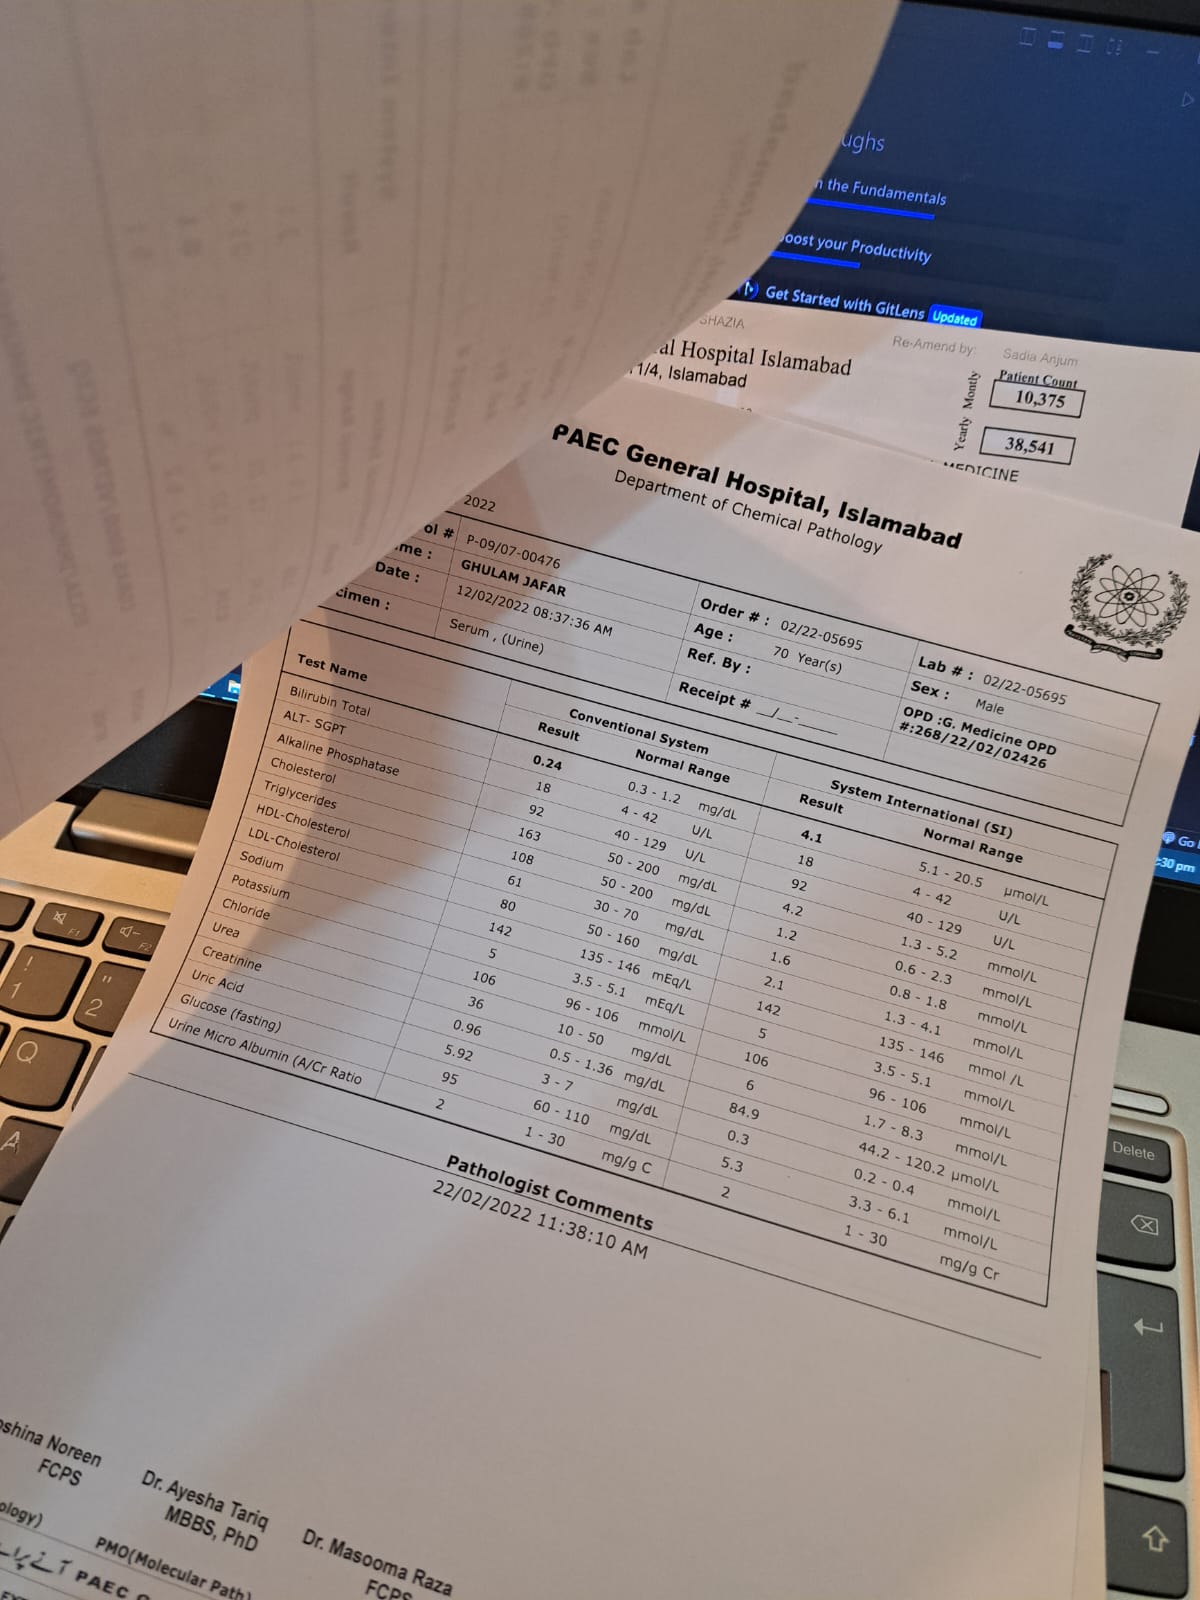 ughs
n the Fundamentals
oost your Productivity
Get Started with GitLens Updated
SHAZIA
Re-Amend by: Sadia Anjum
al Hospital Islamabad
1/4, Islamabad
Montly
Patient Count
10,375
Yearly
38,541
MEDICINE
PAEC General Hospital, Islamabad
Department of Chemical Pathology
2022
ol # P-09/07-00476 Order # : 02/22-05695 Lab # : 02/22-05695
me : GHULAM JAFAR Age : 70 Year(s) Sex : Male
Date : 12/02/2022 08:37:36 AM Ref. By : OPD :G. Medicine OPD
#:268/22/02/02426
cimen : Serum , (Urine) Receipt # _/__-____
Test Name Conventional System System International (SI)
Result Normal Range Result Normal Range
Bilirubin Total 0.24 0.3 - 1.2 mg/dL 4.1 5.1 - 20.5 µmol/L
ALT- SGPT 18 4 - 42 U/L 18 4 - 42 U/L
Alkaline Phosphatase 92 40 - 129 U/L 92 40 - 129 U/L
Cholesterol 163 50 - 200 mg/dL 4.2 1.3 - 5.2 mmol/L
Triglycerides 108 50 - 200 mg/dL 1.2 0.6 - 2.3 mmol/L
HDL-Cholesterol 61 30 - 70 mg/dL 1.6 0.8 - 1.8 mmol/L
LDL-Cholesterol 80 50 - 160 mg/dL 2.1 1.3 - 4.1 mmol/L
Sodium 142 135 - 146 mEq/L 142 135 - 146 mmol /L
Potassium 5 3.5 - 5.1 mEq/L 5 3.5 - 5.1 mmol/L
Chloride 106 96 - 106 mmol/L 106 96 - 106 mmol/L
Urea 36 10 - 50 mg/dL 6 1.7 - 8.3 mmol/L
Creatinine 0.96 0.5 - 1.36 mg/dL 84.9 44.2 - 120.2 µmol/L
Uric Acid 5.92 3 - 7 mg/dL 0.3 0.2 - 0.4 mmol/L
Glucose (fasting) 95 60 - 110 mg/dL 5.3 3.3 - 6.1 mmol/L
Urine Micro Albumin (A/Cr Ratio 2 1 - 30 mg/g C 2 1 - 30 mg/g Cr
Pathologist Comments
22/02/2022 11:38:10 AM
oshina Noreen
FCPS
ology)
Dr. Ayesha Tariq
MBBS, PhD
PMO(Molecular Path)
PAEC
Dr. Masooma Raza
FCPS
Go
:30 pm
F1
F2
!
1
"
2
Q
A
Delete